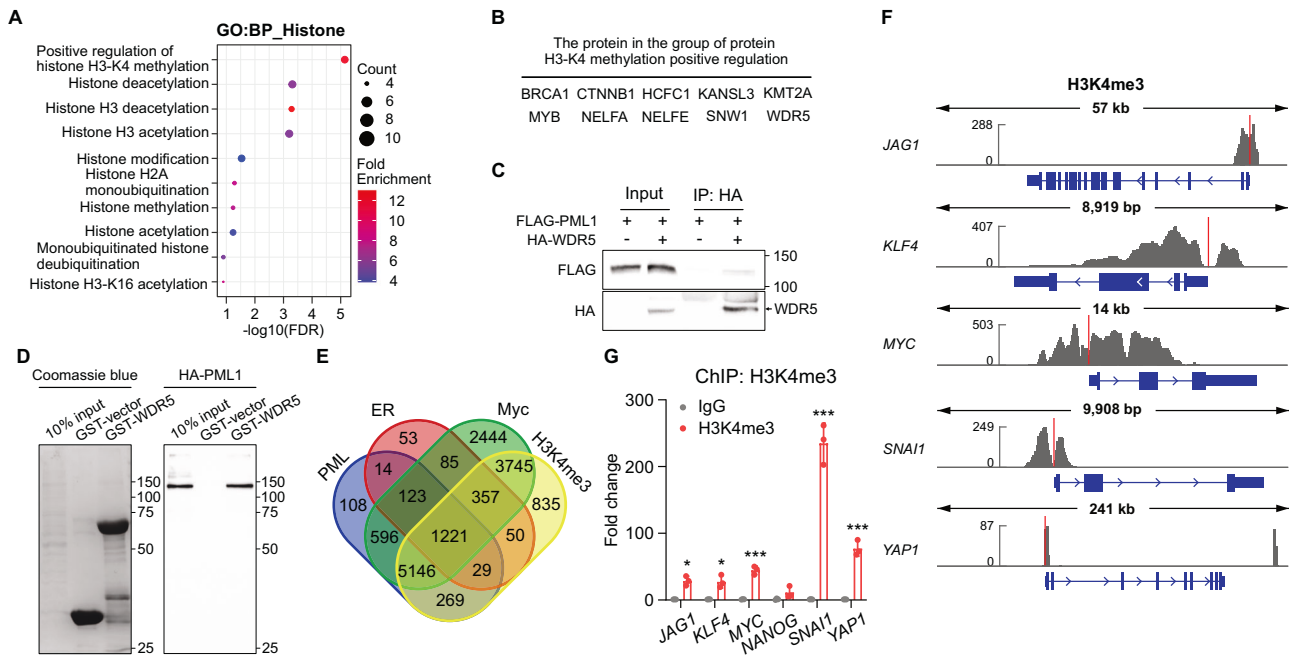 A
GO:BP_Histone
Positive regulation of
histone H3-K4 methylation
Histone deacetylation
Histone H3 deacetylation
Histone H3 acetylation
Histone modification
Histone H2A
monoubiquitination
Histone methylation
Histone acetylation
Monoubiquitinated histone
deubiquitination
Histone H3-K16 acetylation
1 2 3 4 5
-log10(FDR)
Count
4
6
8
10
Fold
Enrichment
12
10
8
6
4
B
The protein in the group of protein
H3-K4 methylation positive regulation
BRCA1 CTNNB1 HCFC1 KANSL3 KMT2A
MYB NELFA NELFE SNW1 WDR5
C
Input IP: HA
FLAG-PML1 + + + +
HA-WDR5 - + - +
FLAG
150
100
HA
WDR5
D
Coomassie blue
10% input
GST-vector
GST-WDR5
150
100
75
50
25
HA-PML1
10% input
GST-vector
GST-WDR5
150
100
75
50
25
E
ER
Myc
PML
H3K4me3
53 2444
14 85 3745
108 123 357 835
596 1221 50
5146 29
269
F
H3K4me3
57 kb
JAG1
288
0
8,919 bp
KLF4
407
0
14 kb
MYC
503
0
9,908 bp
SNAI1
249
0
241 kb
YAP1
87
0
G
ChIP: H3K4me3
IgG
H3K4me3
Fold change
300
200
100
0
* * *** *** ***
JAG1
KLF4
MYC
NANOG
SNAI1
YAP1